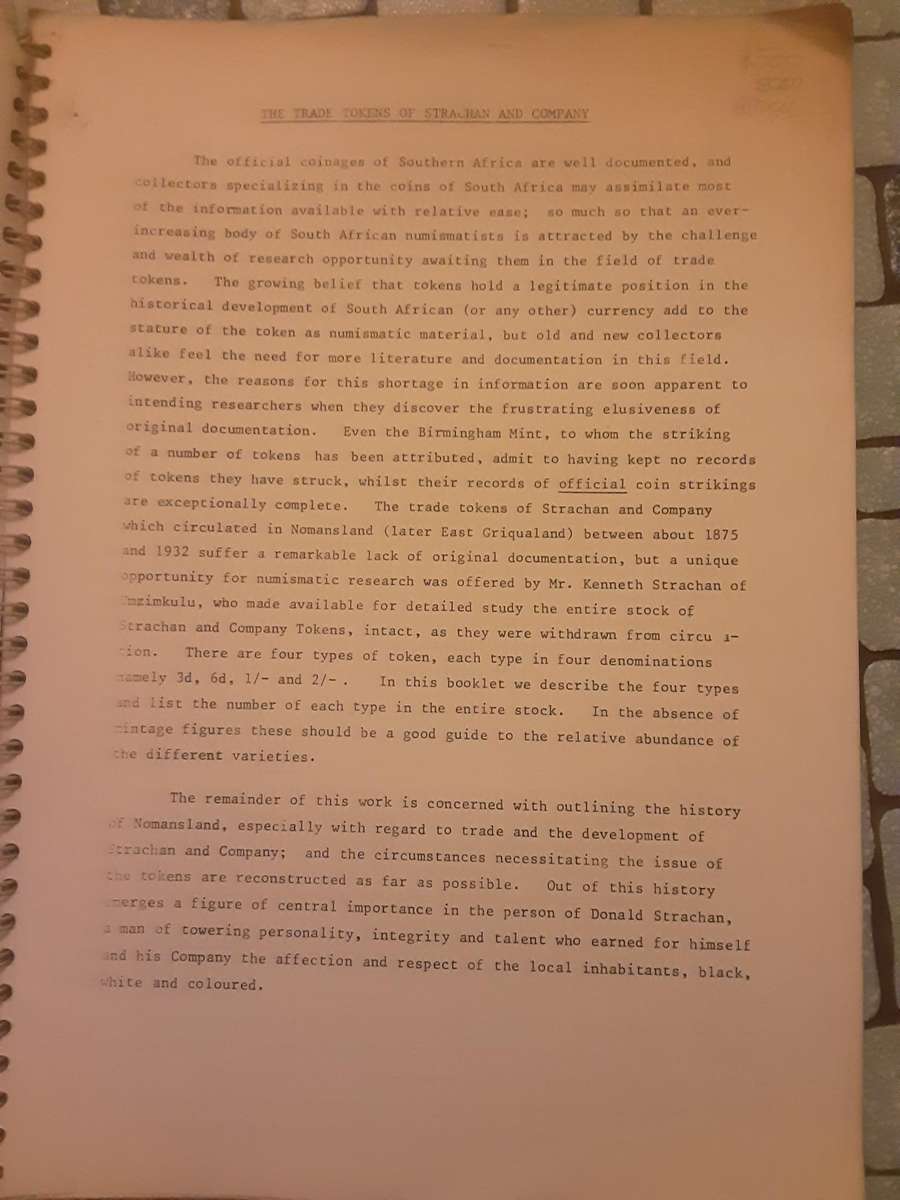 THE TRADE TOKENS OF STRACHAN AND COMPANY
The official coinages of Southern Africa are well documented, and
collectors specializing in the coins of South Africa may assimilate most
of the information available with relative ease; so much so that an ever-
increasing body of South African numismatists is attracted by the challenge
and wealth of research opportunity awaiting them in the field of trade
tokens. The growing belief that tokens hold a legitimate position in the
historical development of South African (or any other) currency add to the
stature of the token as numismatic material, but old and new collectors
alike feel the need for more literature and documentation in this field.
However, the reasons for this shortage in information are soon apparent to
intending researchers when they discover the frustrating elusiveness of
original documentation. Even the Birmingham Mint, to whom the striking
of a number of tokens has been attributed, admit to having kept no records
of tokens they have struck, whilst their records of official coin strikings
are exceptionally complete. The trade tokens of Strachan and Company
which circulated in Nomansland (later East Griqualand) between about 1875
and 1932 suffer a remarkable lack of original documentation, but a unique
opportunity for numismatic research was offered by Mr. Kenneth Strachan of
Umzimkulu, who made available for detailed study the entire stock of
Strachan and Company Tokens, intact, as they were withdrawn from circu a-
tion. There are four types of token, each type in four denominations
namely 3d, 6d, 1/- and 2/-. In this booklet we describe the four types
and list the number of each type in the entire stock. In the absence of
mintage figures these should be a good guide to the relative abundance of
the different varieties.
The remainder of this work is concerned with outlining the history
of Nomansland, especially with regard to trade and the development of
Strachan and Company; and the circumstances necessitating the issue of
the tokens are reconstructed as far as possible. Out of this history
emerges a figure of central importance in the person of Donald Strachan,
a man of towering personality, integrity and talent who earned for himself
and his Company the affection and respect of the local inhabitants, black,
white and coloured.